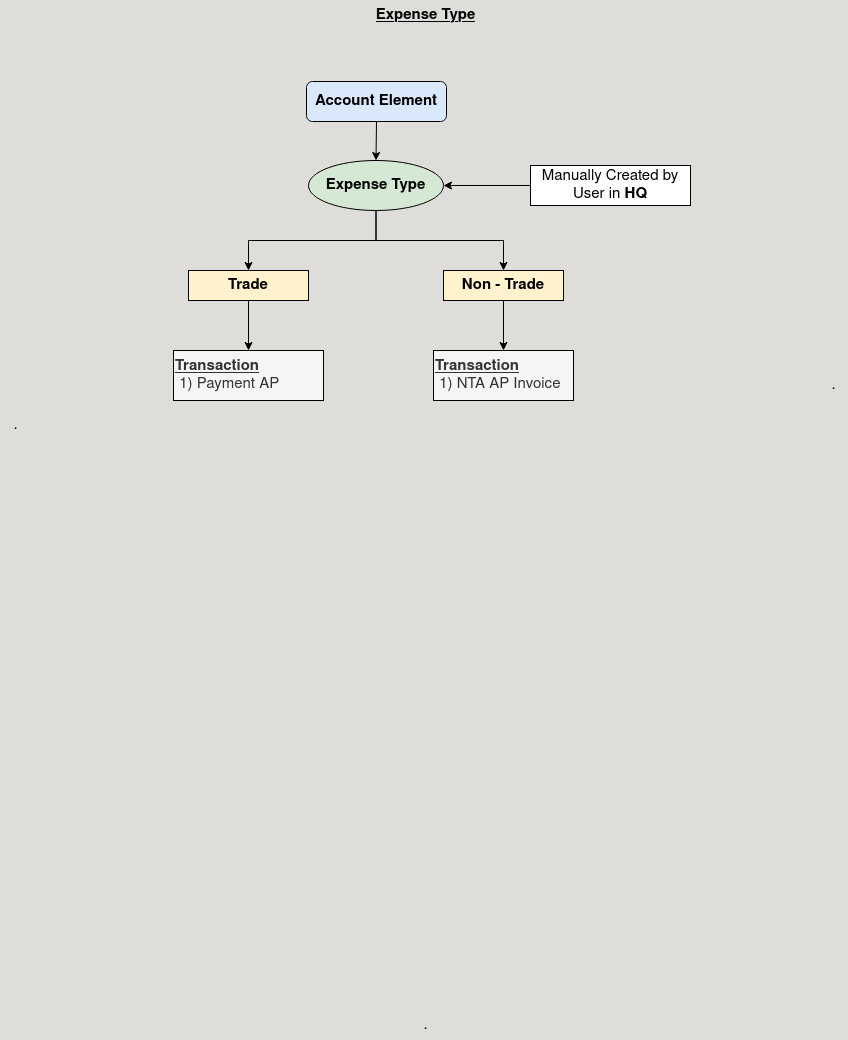 Expense Type
Account Element
Expense Type
Manually Created by
User in HQ
Trade
Non - Trade
Transaction
1) Payment AP
Transaction
1) NTA AP Invoice